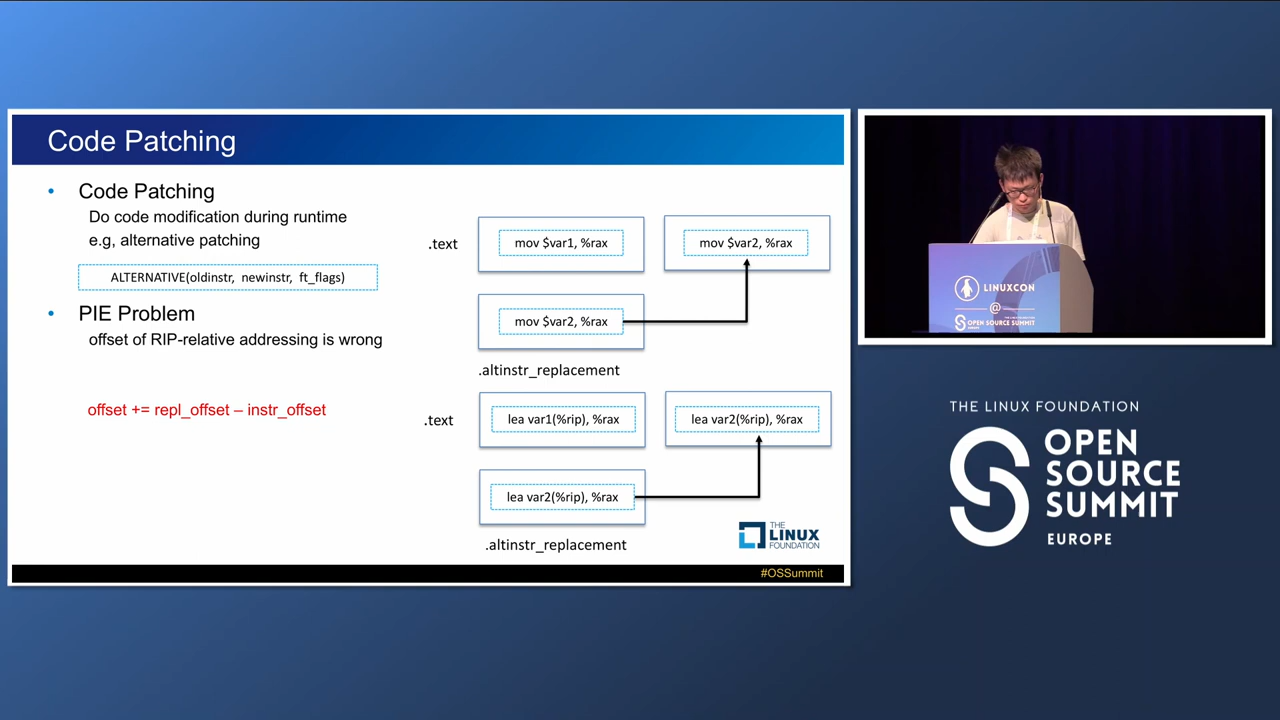 Code Patching
• Code Patching
Do code modification during runtime
e.g, alternative patching
ALTERNATIVE(oldinstr, newinstr, ft_flags)
• PIE Problem
offset of RIP-relative addressing is wrong
offset += repl_offset – instr_offset
.text
mov $var1, %rax
mov $var2, %rax
mov $var2, %rax
.altinstr_replacement
.text
lea var1(%rip), %rax
lea var2(%rip), %rax
lea var2(%rip), %rax
.altinstr_replacement
THE
LINUX
FOUNDATION
#OSSummit
LINUXCON
@
OPEN SOURCE SUMMIT
THE LINUX FOUNDATION
OPEN
SOURCE
SUMMIT
EUROPE